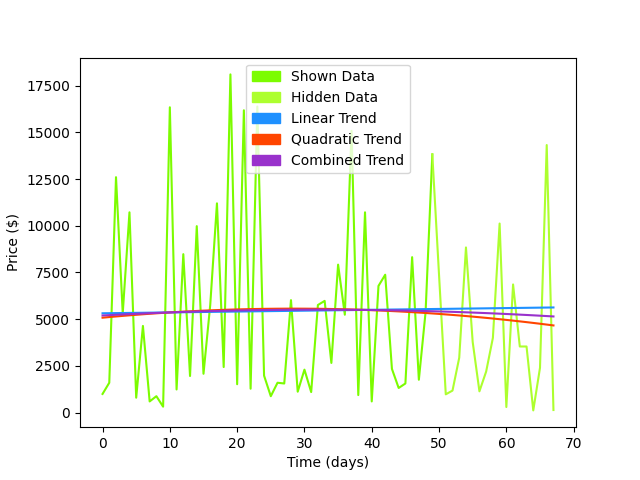 Shown Data
Hidden Data
Linear Trend
Quadratic Trend
Combined Trend
17500
15000
12500
10000
7500
5000
2500
0
Price ($)
0 10 20 30 40 50 60 70
Time (days)